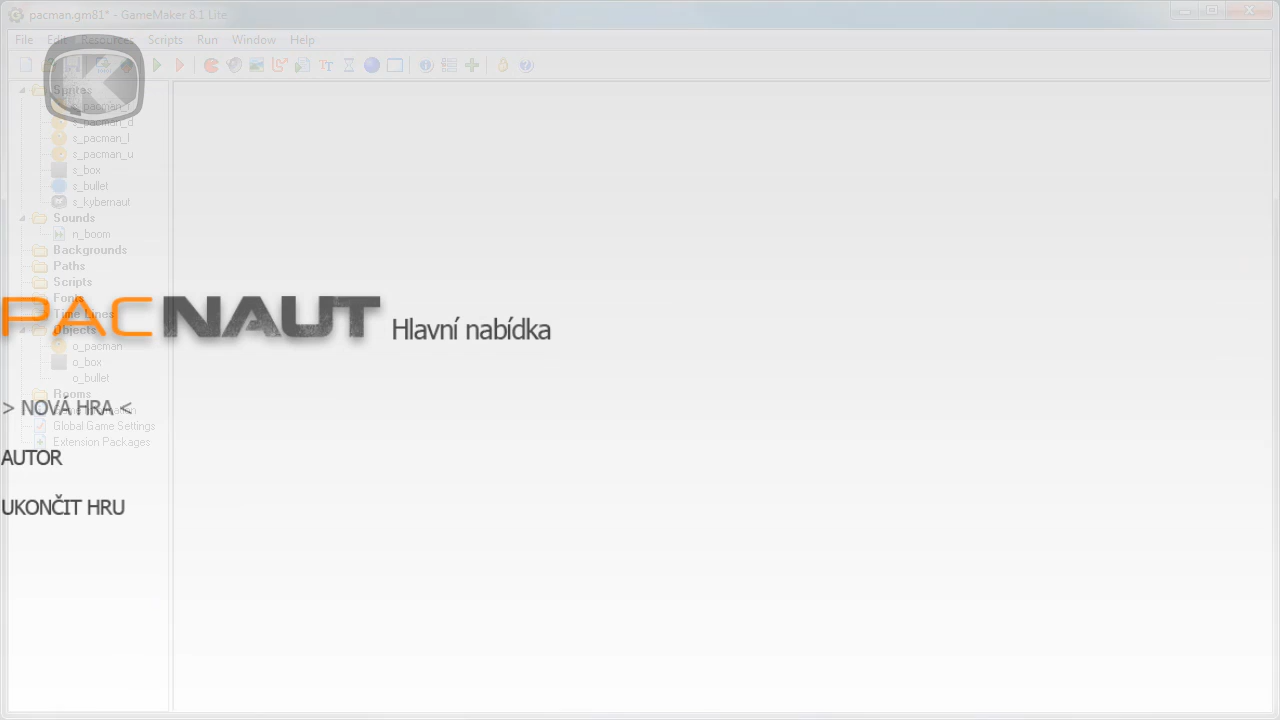 pacman.gm81* - GameMaker 8.1 Lite
File Edit Resources Scripts Run Window Help
Sprites
s_pacman_r
s_pacman_d
s_pacman_l
s_pacman_u
s_box
s_bullet
s_kybernaut
Sounds
n_boom
Backgrounds
Paths
Scripts
Fonts
Time Lines
PACNAUT Hlavní nabídka
Objects
o_pacman
o_box
o_bullet
Rooms
> NOVÁ HRA <
Global Game Settings
Extension Packages
AUTOR
UKONČIT HRU